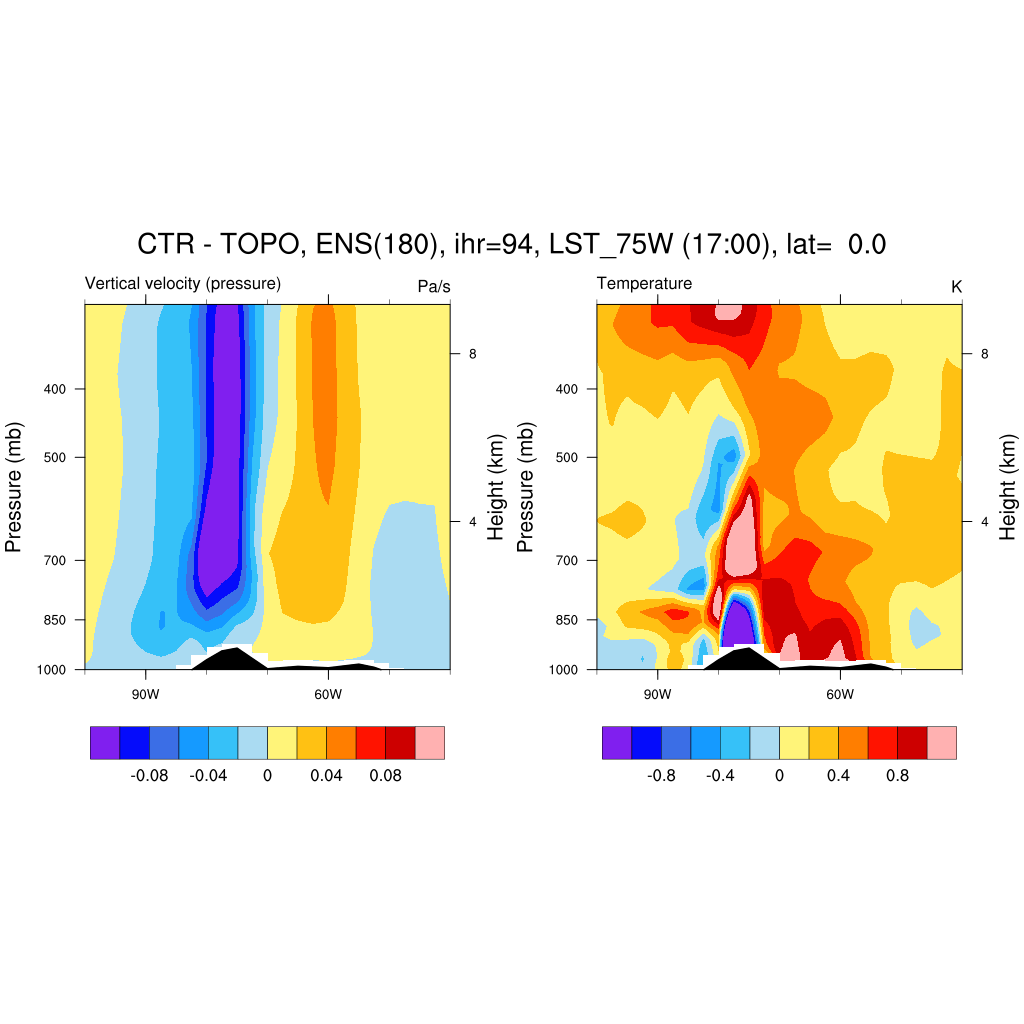 CTR - TOPO, ENS(180), ihr=94, LST_75W (17:00), lat=  0.0
Vertical velocity (pressure)
Pa/s
Pressure (mb)
400
500
700
850
1000
8
4
Height (km)
90W
60W
-0.08
-0.04
0
0.04
0.08
Temperature
K
Pressure (mb)
400
500
700
850
1000
8
4
Height (km)
90W
60W
-0.8
-0.4
0
0.4
0.8